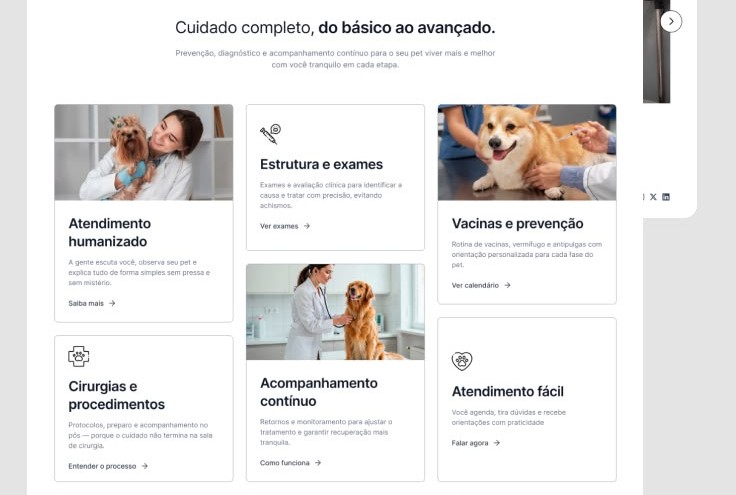 Cuidado completo, do básico ao avançado.
Prevenção, diagnóstico e acompanhamento contínuo para o seu pet viver mais e melhor
com você tranquilo em cada etapa.
Atendimento
humanizado
A gente escuta você, observa seu pet e
explica tudo de forma simples sem pressa e
sem mistério.
Saiba mais
Cirurgias e
procedimentos
Protocolos, preparo e acompanhamento no
pós — porque o cuidado não termina na sala
de cirurgia.
Entender o processo
Estrutura e exames
Exames e avaliação clínica para identificar a
causa e tratar com precisão, evitando
achismos.
Ver exames
Acompanhamento
contínuo
Retornos e monitoramento para ajustar o
tratamento e garantir recuperação mais
tranquila.
Como funciona
Vacinas e prevenção
Rotina de vacinas, vermífugo e antipulgas com
orientação personalizada para cada fase do
pet.
Ver calendário
Atendimento fácil
Você agenda, tira dúvidas e recebe
orientações com praticidade
Falar agora